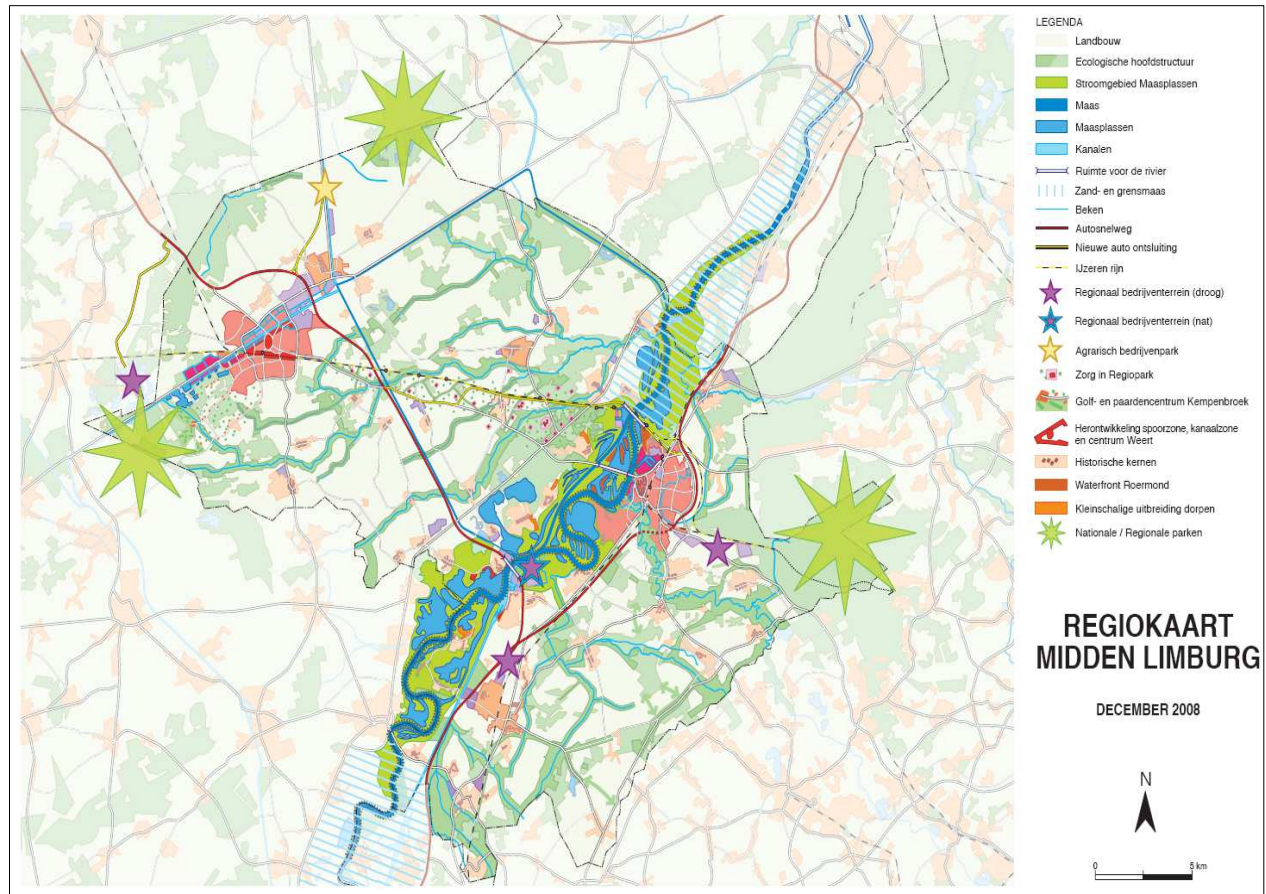 LEGENDA
Landbouw
Ecologische hoofdstructuur
Stroomgebied Maasplassen
Maas
Maasplassen
Kanalen
Ruimte voor de rivier
Zand- en grensmaas
Beken
Autosnelweg
Nieuwe auto ontsluiting
IJzeren rijn
Regionaal bedrijventerrein (droog)
Regionaal bedrijventerrein (nat)
Agrarisch bedrijvenpark
Zorg in Regiopark
Golf- en paardencentrum Kempenbroek
Herontwikkeling spoorzone, kanaalzone
en centrum Weert
Historische kernen
Waterfront Roermond
Kleinschalige uitbreiding dorpen
Nationale / Regionale parken
REGIOKAART
MIDDEN LIMBURG
DECEMBER 2008
N
0 5 km